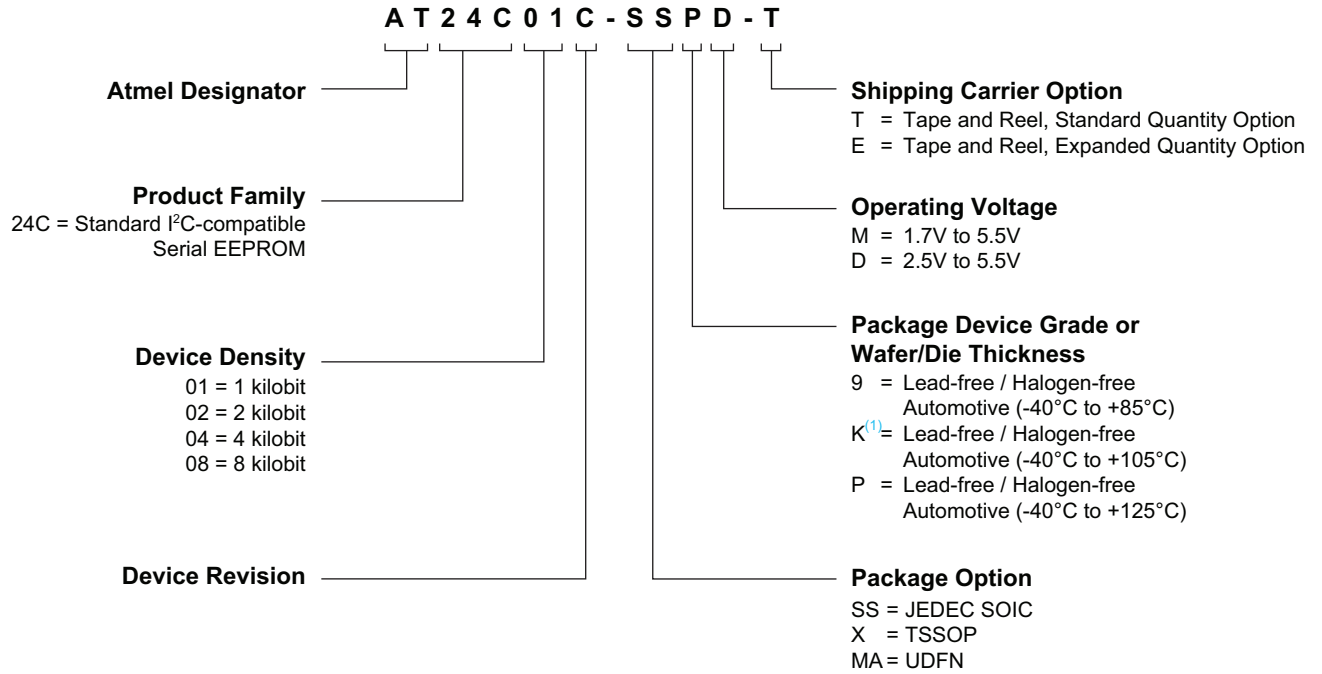 AT24C01C-SSPD-T
Atmel Designator
Product Family
24C = Standard I²C-compatible
Serial EEPROM
Device Density
01 = 1 kilobit
02 = 2 kilobit
04 = 4 kilobit
08 = 8 kilobit
Device Revision
Shipping Carrier Option
T = Tape and Reel, Standard Quantity Option
E = Tape and Reel, Expanded Quantity Option
Operating Voltage
M = 1.7V to 5.5V
D = 2.5V to 5.5V
Package Device Grade or
Wafer/Die Thickness
9 = Lead-free / Halogen-free
Automotive (-40°C to +85°C)
K(1)= Lead-free / Halogen-free
Automotive (-40°C to +105°C)
P = Lead-free / Halogen-free
Automotive (-40°C to +125°C)
Package Option
SS = JEDEC SOIC
X = TSSOP
MA = UDFN